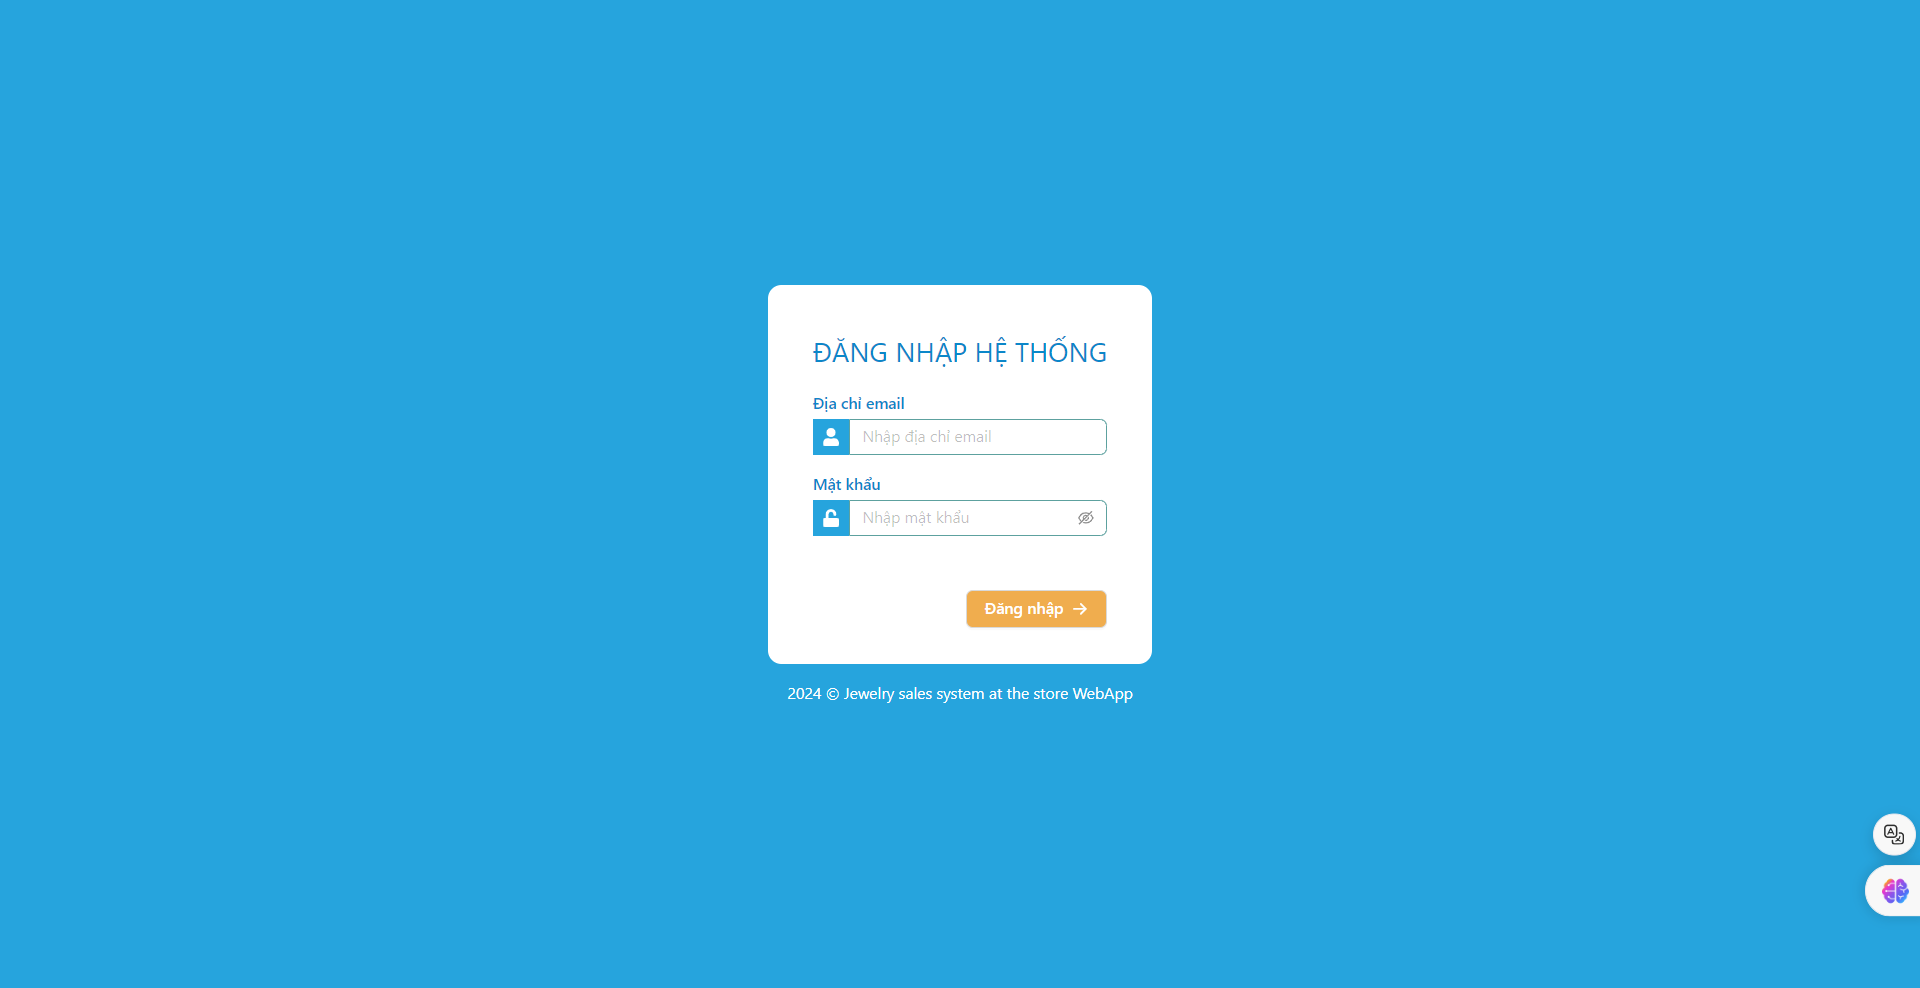 ĐĂNG NHẬP HỆ THỐNG
Địa chỉ email
Nhập địa chỉ email
Mật khẩu
Nhập mật khẩu
Đăng nhập
2024 © Jewelry sales system at the store WebApp